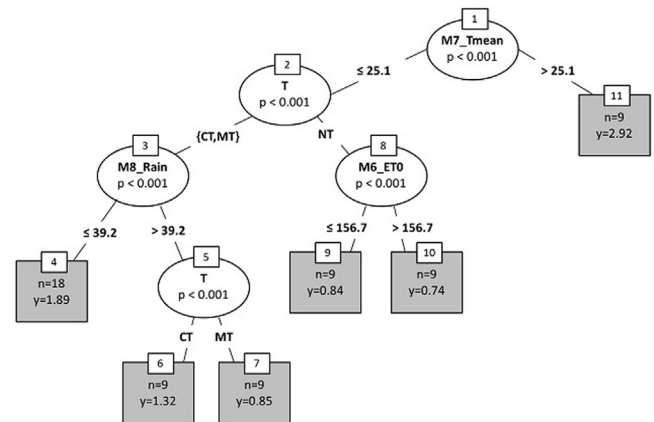 1
M7_Tmean
p < 0.001
≤ 25.1
> 25.1
2
T
p < 0.001
11
n=9
y=2.92
{CT,MT}
NT
3
M8_Rain
p < 0.001
8
M6_ET0
p < 0.001
≤ 39.2
> 39.2
≤ 156.7
> 156.7
4
n=18
y=1.89
5
T
p < 0.001
9
n=9
y=0.84
10
n=9
y=0.74
CT
MT
6
n=9
y=1.32
7
n=9
y=0.85